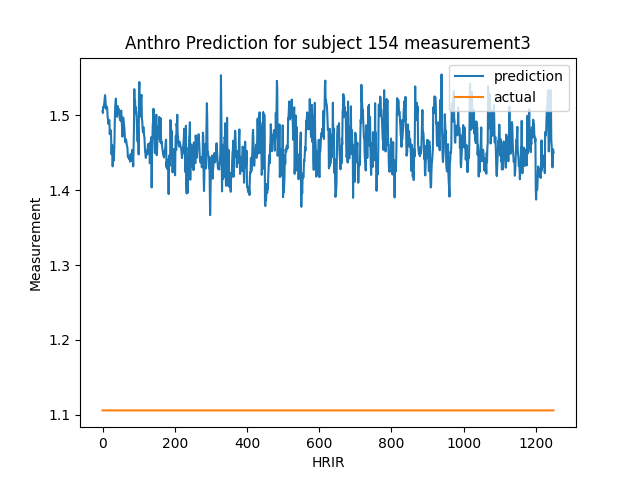 Anthro Prediction for subject 154 measurement3
prediction
actual
1.5
1.4
1.3
1.2
1.1
Measurement
0 200 400 600 800 1000 1200
HRIR